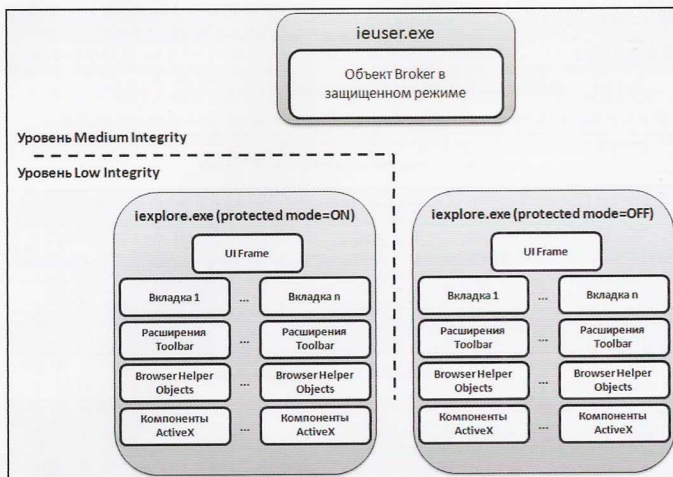 ieuser.exe
Объект Broker в
защищенном режиме
Уровень Medium Integrity
Уровень Low Integrity
iexplore.exe (protected mode=ON)
UI Frame
Вкладка 1
...
Вкладка n
Расширения
Toolbar
...
Расширения
Toolbar
Browser Helper
Objects
...
Browser Helper
Objects
Компоненты
ActiveX
...
Компоненты
ActiveX
iexplore.exe (protected mode=OFF)
UI Frame
Вкладка 1
...
Вкладка n
Расширения
Toolbar
...
Расширения
Toolbar
Browser Helper
Objects
...
Browser Helper
Objects
Компоненты
ActiveX
...
Компоненты
ActiveX